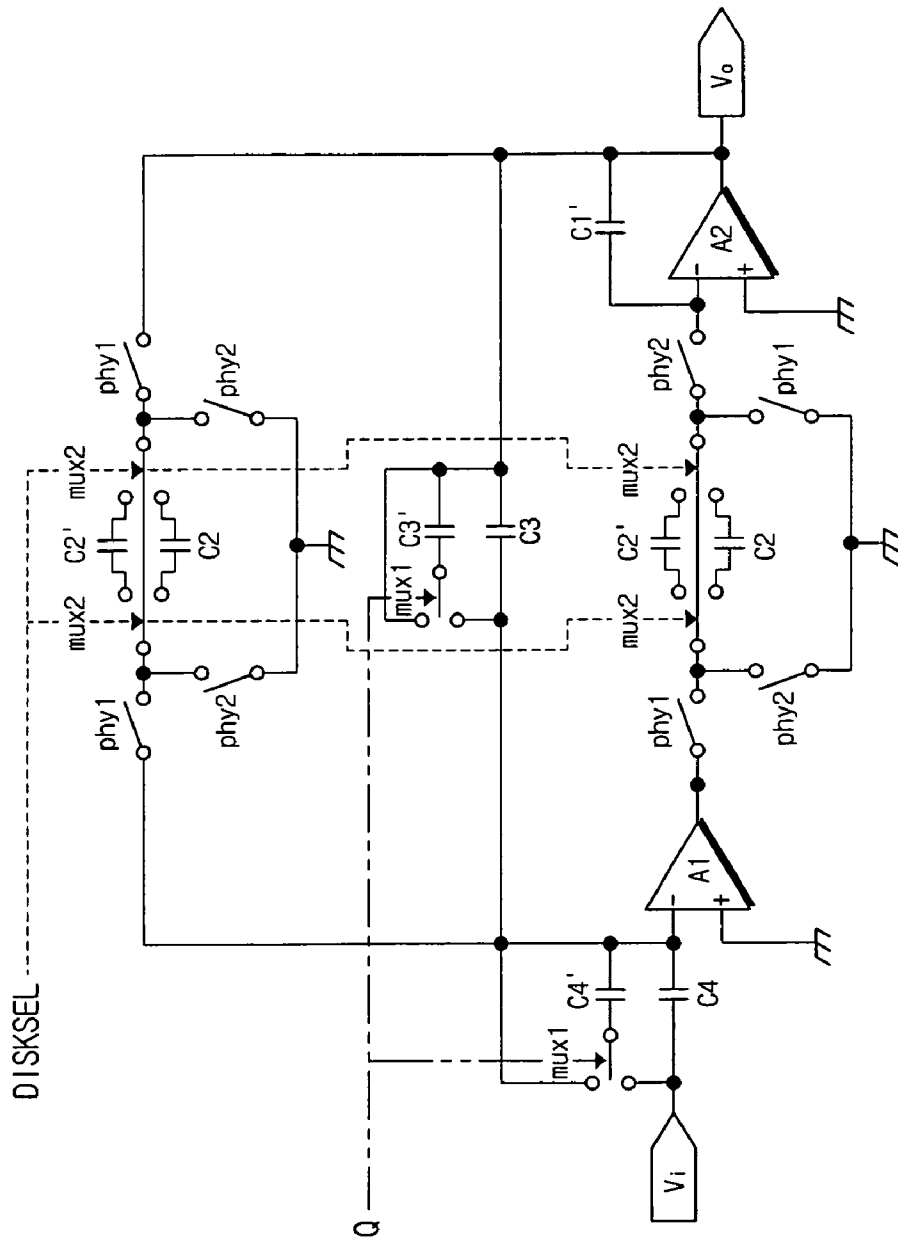 DISKSEL
phy1
mux2
C2'
C2
mux2
phy1
phy2
phy2
Q
mux1
C3'
C3
C1'
mux1
C4'
C4
Vi
-
+
A1
phy1
mux2
C2'
C2
mux2
phy2
phy2
phy1
-
+
A2
Vo